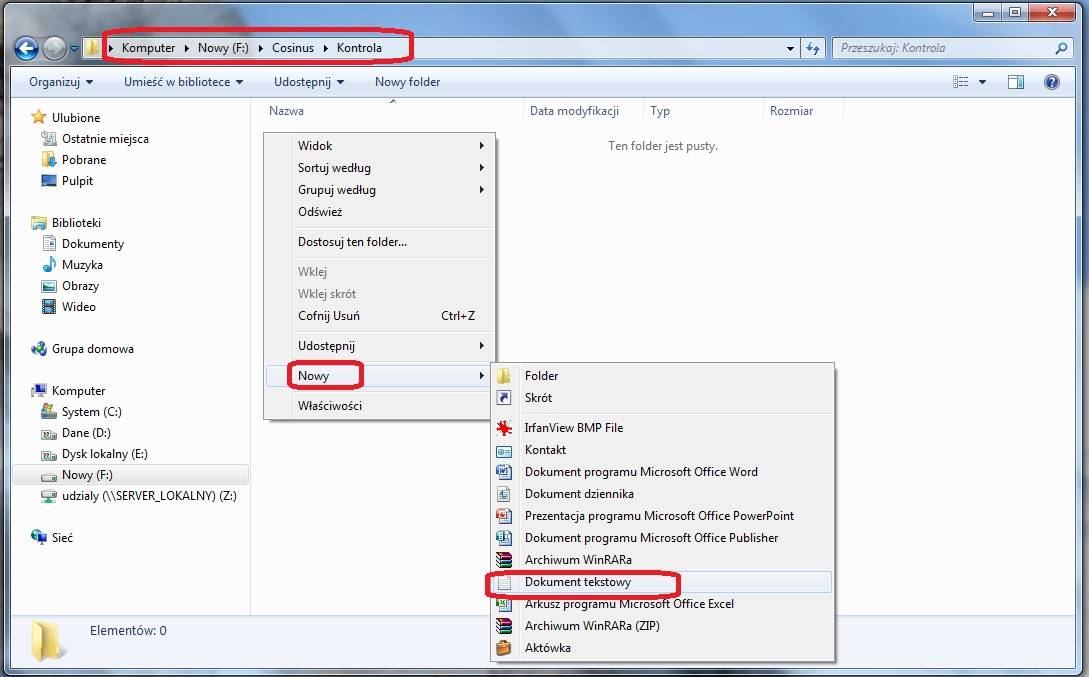 Komputer Nowy (F:) Cosinus Kontrola
Przeszukaj: Kontrola
Organizuj Umieść w bibliotece Udostępnij Nowy folder
Nazwa Data modyfikacji Typ Rozmiar
Ten folder jest pusty.
Ulubione
Ostatnie miejsca
Pobrane
Pulpit
Biblioteki
Dokumenty
Muzyka
Obrazy
Wideo
Grupa domowa
Komputer
System (C:)
Dane (D:)
Dysk lokalny (E:)
Nowy (F:)
udzialy (\\SERVER_LOKALNY) (Z:)
Sieć
Widok
Sortuj według
Grupuj według
Odśwież
Dostosuj ten folder...
Wklej
Wklej skrót
Cofnij Usuń Ctrl+Z
Udostępnij
Nowy
Właściwości
Folder
Skrót
IrfanView BMP File
Kontakt
Dokument programu Microsoft Office Word
Dokument dziennika
Prezentacja programu Microsoft Office PowerPoint
Dokument programu Microsoft Office Publisher
Archiwum WinRARa
Dokument tekstowy
Arkusz programu Microsoft Office Excel
Archiwum WinRARa (ZIP)
Aktówka
Elementów: 0